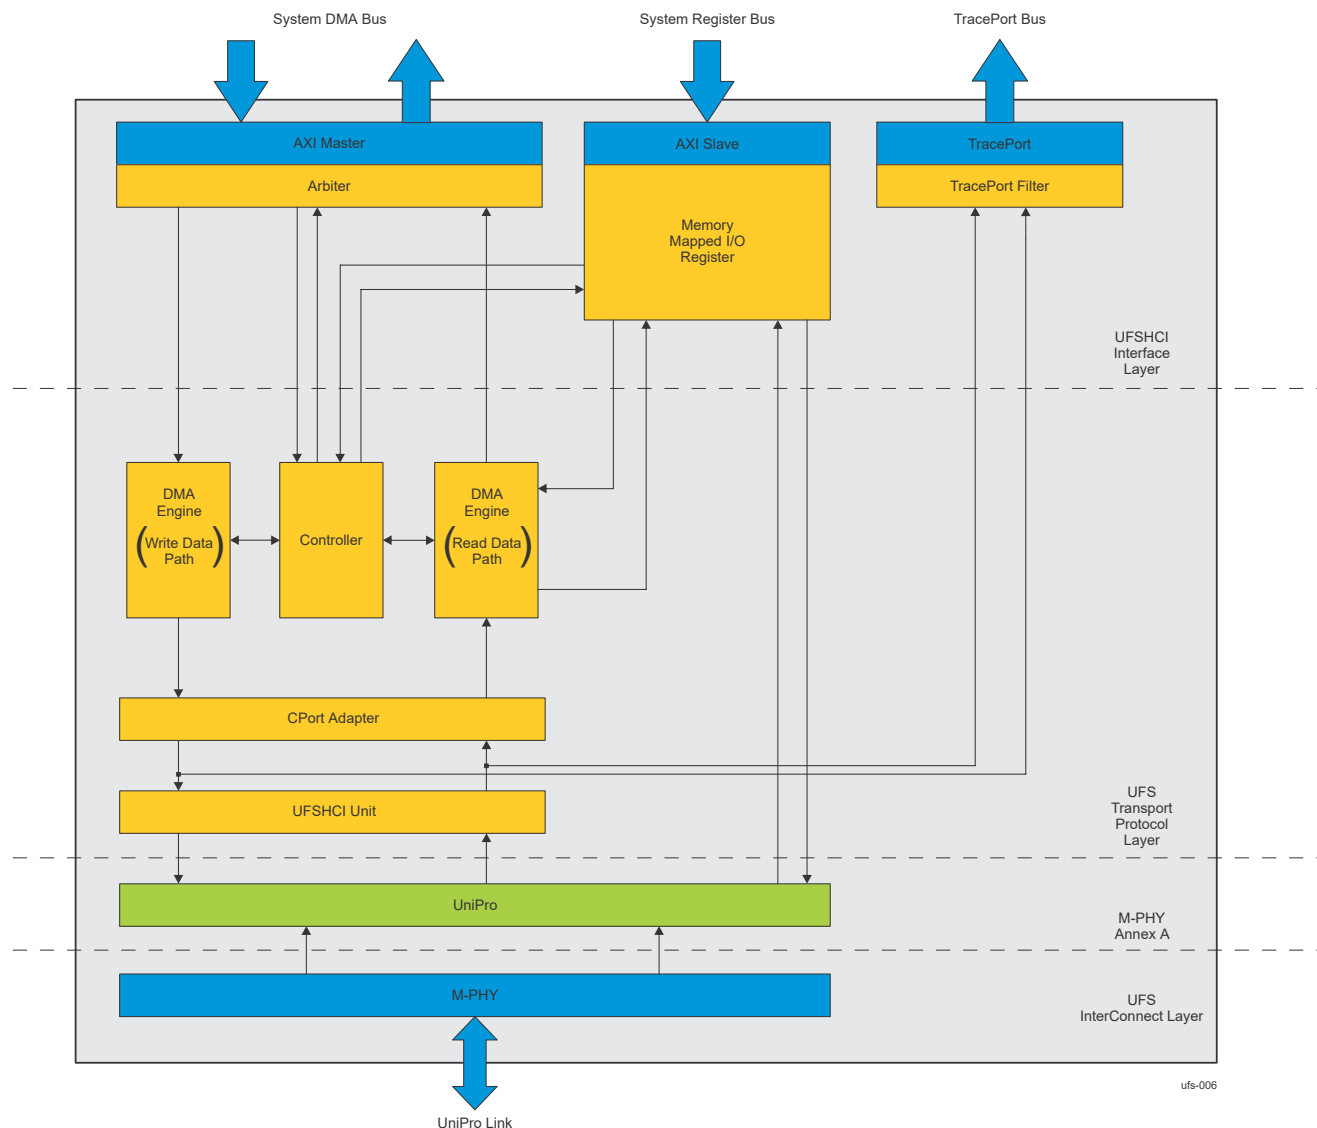 System DMA Bus
System Register Bus
TracePort Bus
AXI Master
AXI Slave
TracePort
Arbiter
TracePort Filter
Memory
Mapped I/O
Register
UFSHCI
Interface
Layer
DMA
Engine
(Write Data
Path)
Controller
DMA
Engine
(Read Data
Path)
CPort Adapter
UFSHCI Unit
UFS
Transport
Protocol
Layer
UniPro
M-PHY
Annex A
M-PHY
UFS
InterConnect Layer
ufs-006
UniPro Link